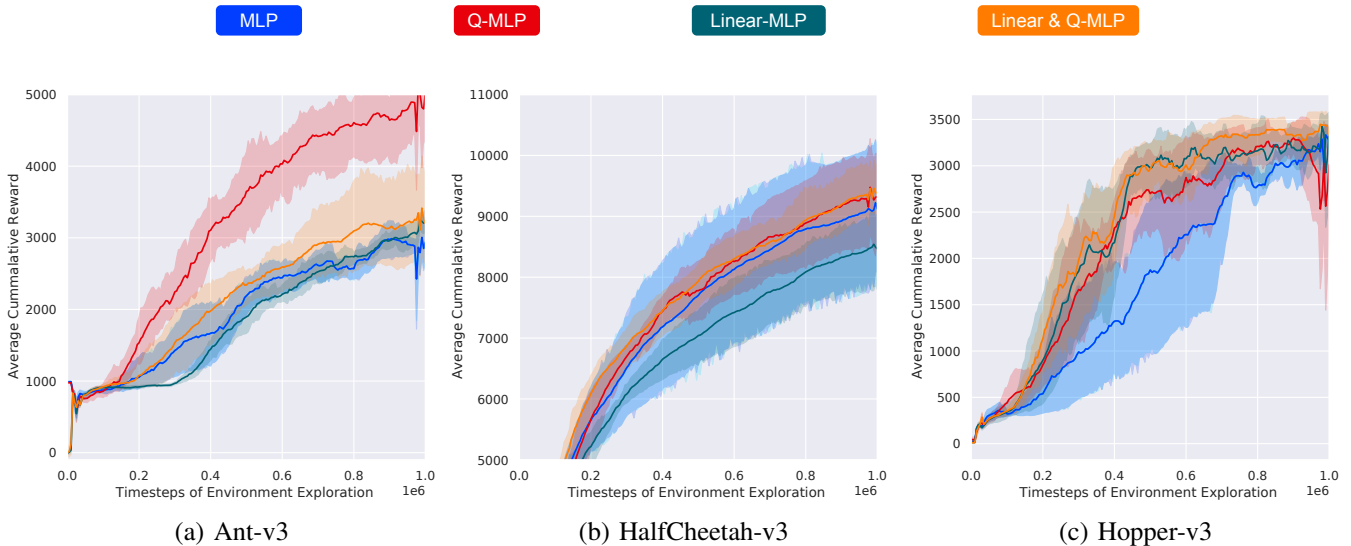 MLP Q-MLP Linear-MLP Linear & Q-MLP
Average Cummalative Reward
5000
4000
3000
2000
1000
0
0.0 0.2 0.4 0.6 0.8 1.0
Timesteps of Environment Exploration 1e6
(a) Ant-v3
Average Cummalative Reward
11000
10000
9000
8000
7000
6000
5000
0.0 0.2 0.4 0.6 0.8 1.0
Timesteps of Environment Exploration 1e6
(b) HalfCheetah-v3
Average Cummalative Reward
3500
3000
2500
2000
1500
1000
500
0
0.0 0.2 0.4 0.6 0.8 1.0
Timesteps of Environment Exploration 1e6
(c) Hopper-v3